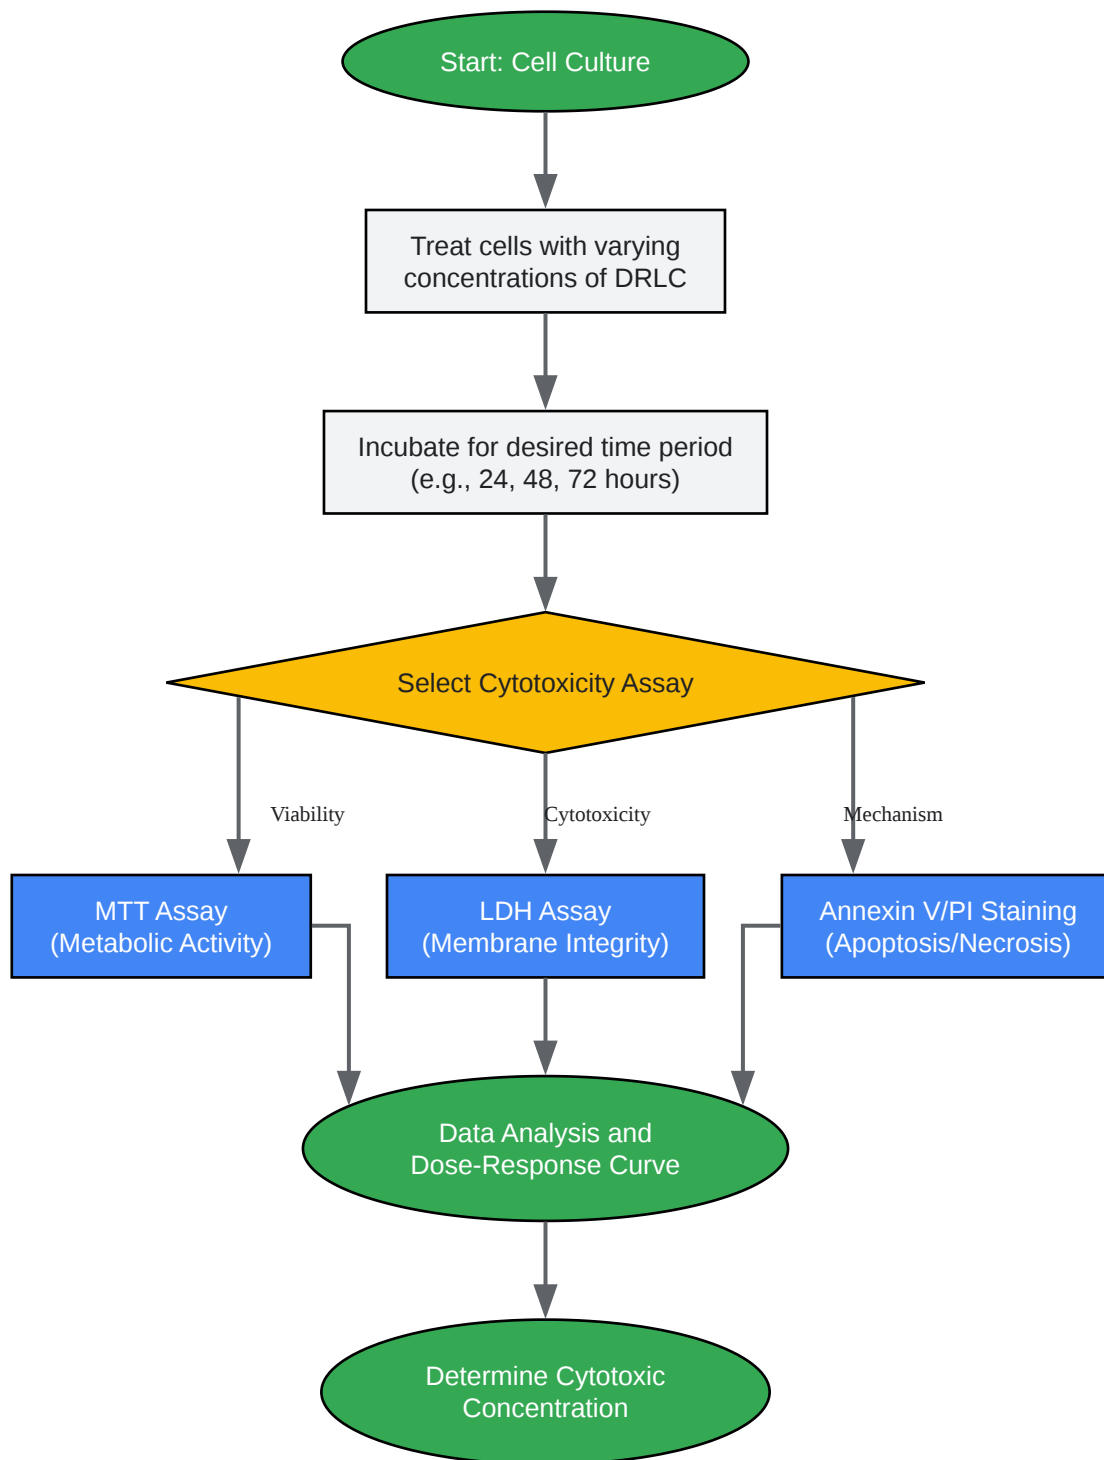 Start: Cell Culture
Treat cells with varying
concentrations of DRLC
Incubate for desired time period
(e.g., 24, 48, 72 hours)
Select Cytotoxicity Assay
Viability
Cytotoxicity
Mechanism
MTT Assay
(Metabolic Activity)
LDH Assay
(Membrane Integrity)
Annexin V/PI Staining
(Apoptosis/Necrosis)
Data Analysis and
Dose-Response Curve
Determine Cytotoxic
Concentration